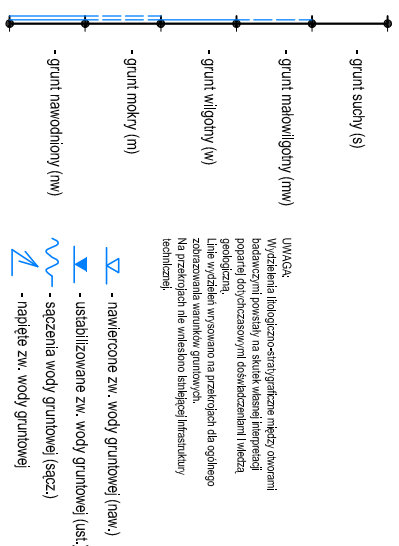 - grunt suchy (s)
- grunt małowilgotny (mw)
- grunt wilgotny (w)
- grunt mokry (m)
- grunt nawodniony (nw)
UWAGA:
Wydzielenia litologiczno-stratygraficzne między otworami
badawczymi powstały na skutek własnej interpretacji
popartej dotychczasowymi doświadczeniami i wiedzą
geologiczną.
Linie wydzieleń wrysowano na przekrojach dla ogólnego
zobrazowania warunków gruntowych.
Na przekrojach nie wniesiono istniejącej infrastruktury
technicznej.
- nawiercone zw. wody gruntowej (naw.)
- ustabilizowane zw. wody gruntowej (ust.)
- sączenia wody gruntowej (sącz.)
- napięte zw. wody gruntowej